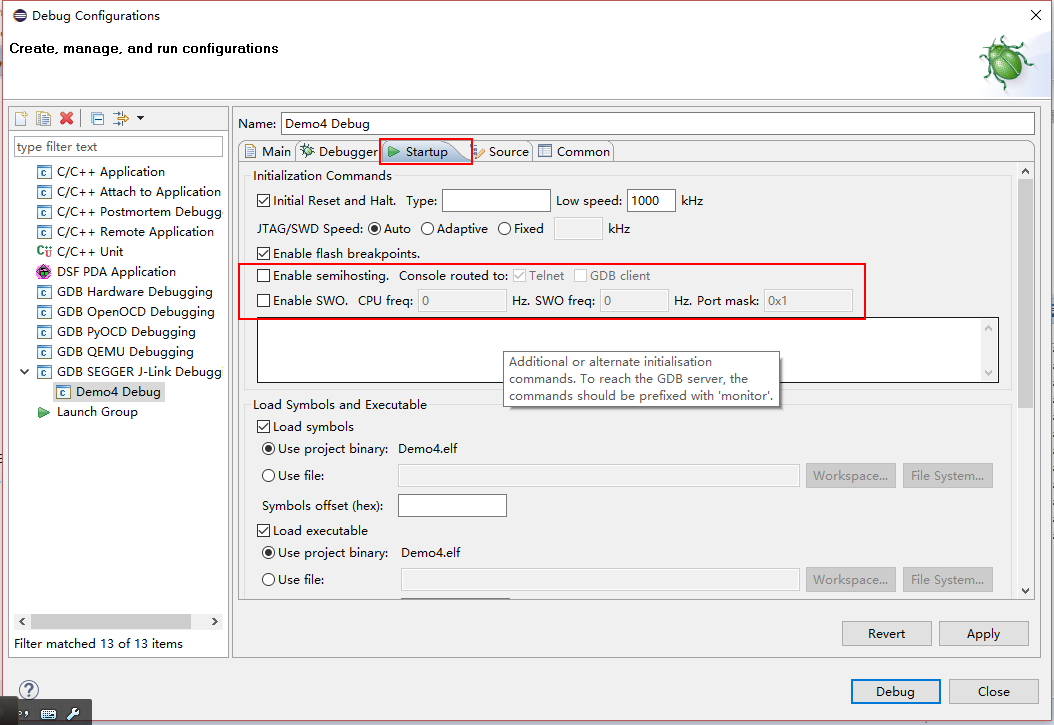 Debug Configurations
Create, manage, and run configurations
type filter text
C/C++ Application
C/C++ Attach to Application
C/C++ Postmortem Debugg
C/C++ Remote Application
C/C++ Unit
DSF PDA Application
GDB Hardware Debugging
GDB OpenOCD Debugging
GDB PyOCD Debugging
GDB QEMU Debugging
GDB SEGGER J-Link Debugg
Demo4 Debug
Launch Group
Filter matched 13 of 13 items
Name: Demo4 Debug
Main Debugger Startup Source Common
Initialization Commands
Initial Reset and Halt. Type: Low speed: 1000 kHz
JTAG/SWD Speed: Auto Adaptive Fixed kHz
Enable flash breakpoints.
Enable semihosting. Console routed to: Telnet GDB client
Enable SWO. CPU freq: 0 Hz. SWO freq: 0 Hz. Port mask: 0x1
Additional or alternate initialisation
commands. To reach the GDB server, the
commands should be prefixed with 'monitor'.
Load Symbols and Executable
Load symbols
Use project binary: Demo4.elf
Use file: Workspace... File System...
Symbols offset (hex):
Load executable
Use project binary: Demo4.elf
Use file: Workspace... File System...
Revert Apply
Debug Close